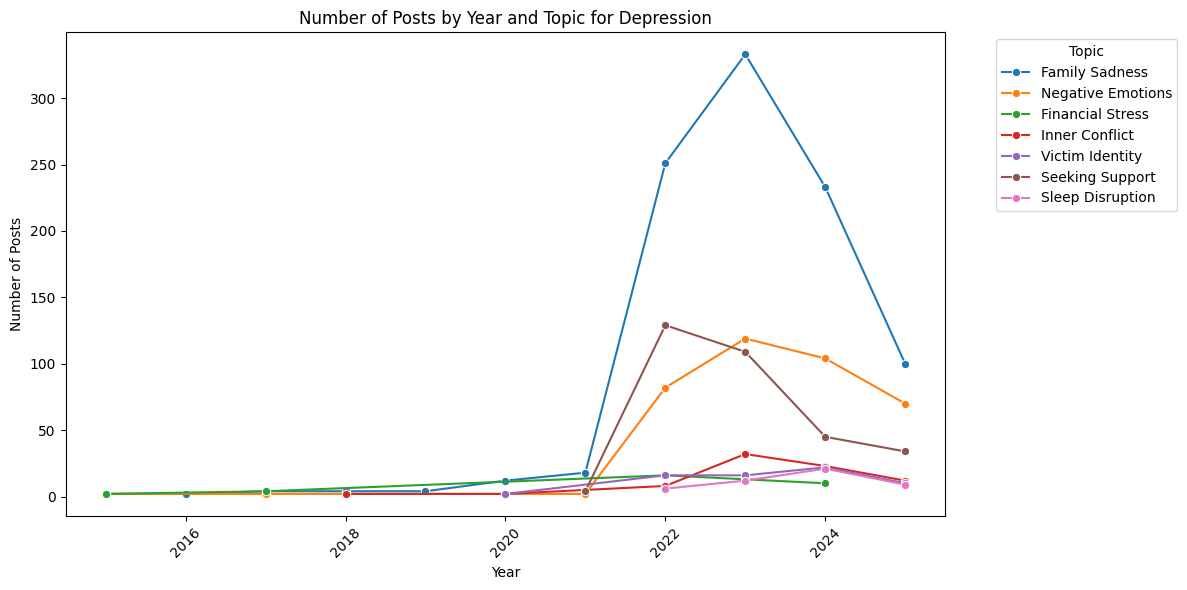 Number of Posts by Year and Topic for Depression
Topic
Family Sadness
Negative Emotions
Financial Stress
Inner Conflict
Victim Identity
Seeking Support
Sleep Disruption
Number of Posts
300
250
200
150
100
50
0
2016
2018
2020
2022
2024
Year